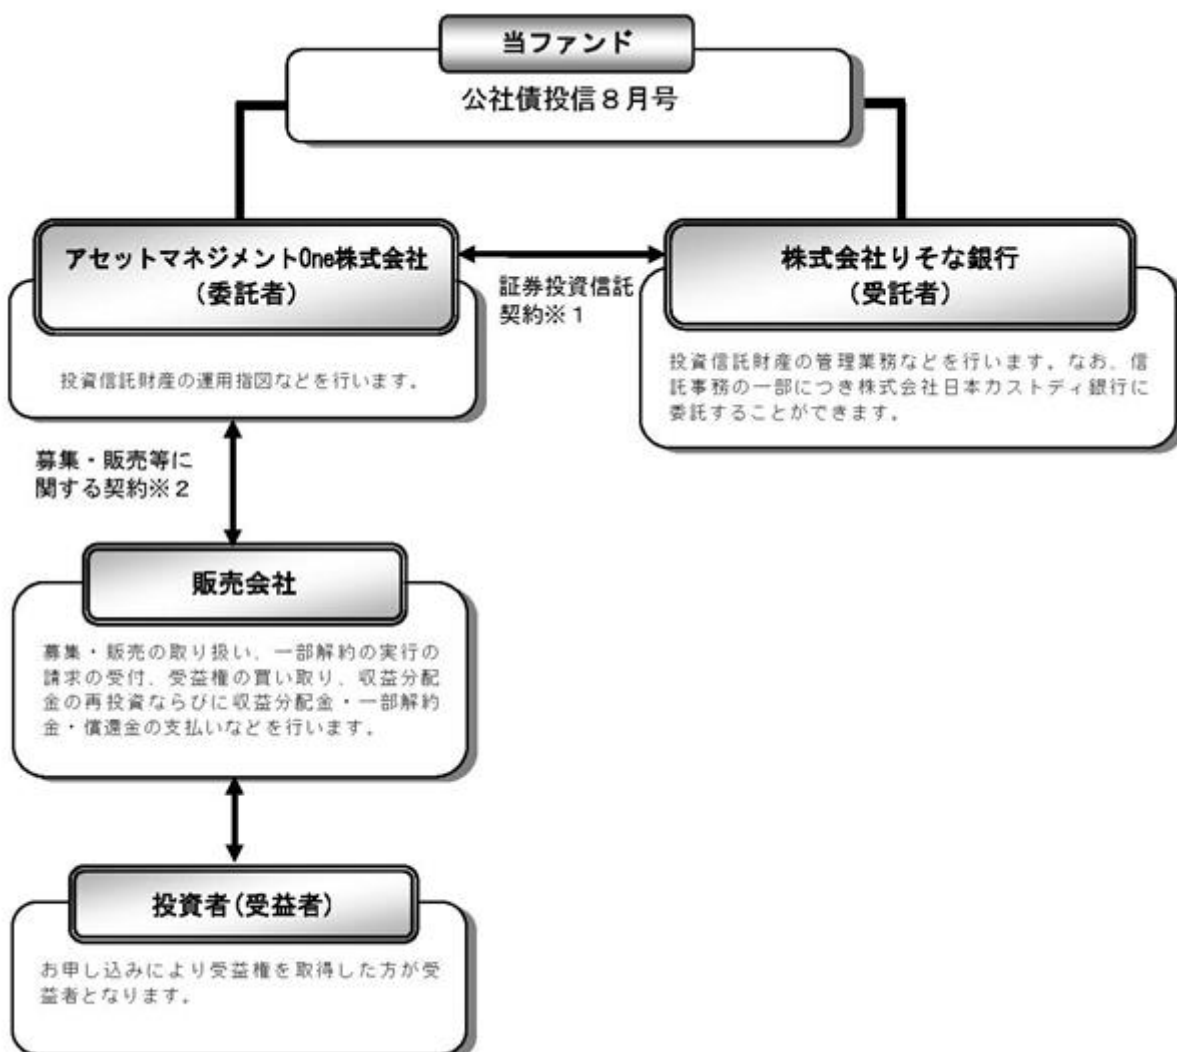 当ファンド
公社債投信８月号
アセットマネジメントOne株式会社
（委託者）
投資信託財産の運用指図などを行います。
証券投資信託
契約※１
株式会社りそな銀行
（受託者）
投資信託財産の管理業務などを行います。なお、信
託事務の一部につき株式会社日本カストディ銀行に
委託することができます。
募集・販売等に
関する契約※２
販売会社
募集・販売の取り扱い、一部解約の実行の
請求の受付、受益権の買い取り、収益分配
金の再投資ならびに収益分配金・一部解約
金・償還金の支払いなどを行います。
投資者（受益者）
お申し込みにより受益権を取得した方が受
益者となります。